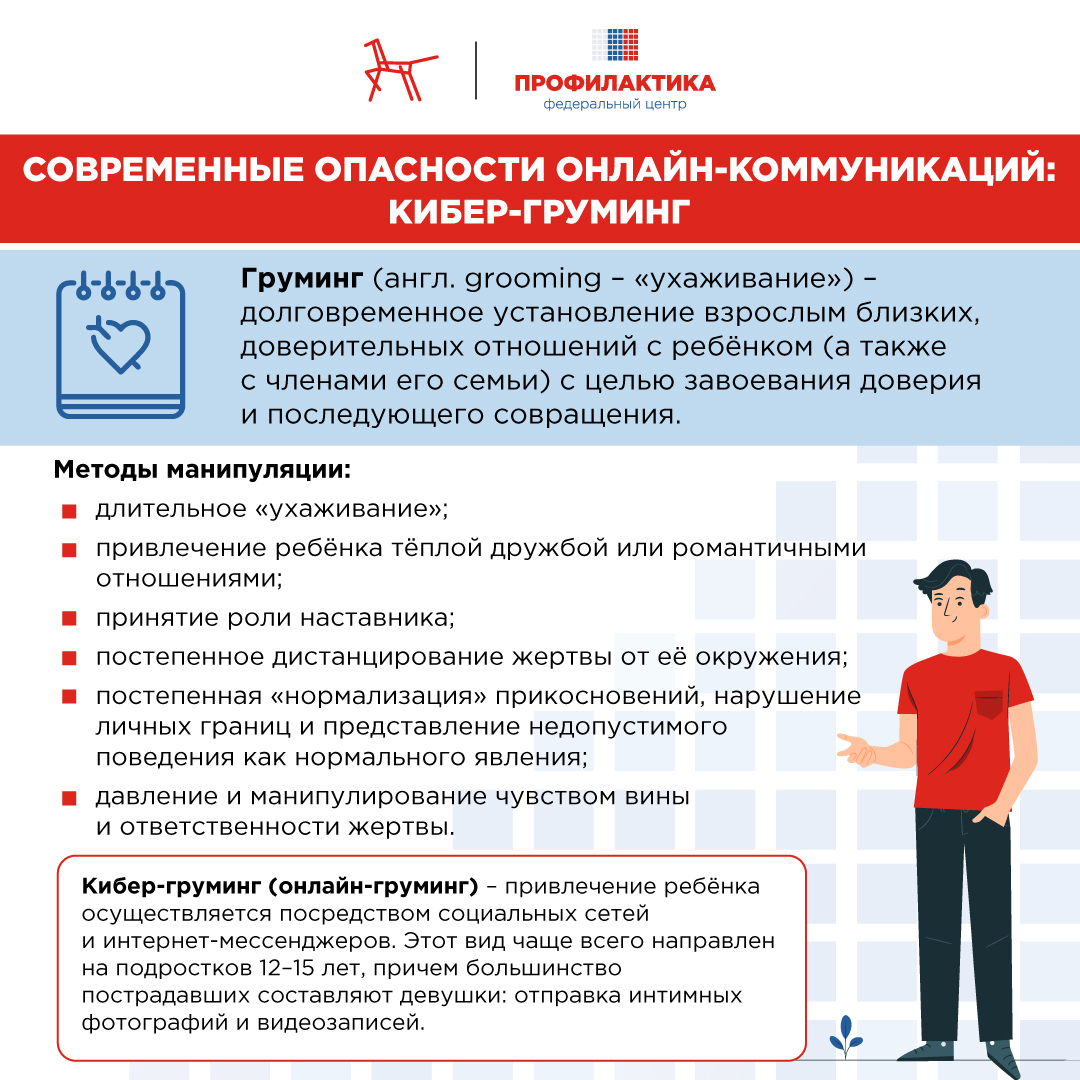 ПРОФИЛАКТИКА
федеральный центр
СОВРЕМЕННЫЕ ОПАСНОСТИ ОНЛАЙН-КОММУНИКАЦИЙ:
КИБЕР-ГРУМИНГ
Груминг (англ. grooming – «ухаживание») –
долговременное установление взрослым близких,
доверительных отношений с ребёнком (а также
с членами его семьи) с целью завоевания доверия
и последующего совращения.
Методы манипуляции:
длительное «ухаживание»;
привлечение ребёнка тёплой дружбой или романтичными
отношениями;
принятие роли наставника;
постепенное дистанцирование жертвы от её окружения;
постепенная «нормализация» прикосновений, нарушение
личных границ и представление недопустимого
поведения как нормального явления;
давление и манипулирование чувством вины
и ответственности жертвы.
Кибер-груминг (онлайн-груминг) – привлечение ребёнка
осуществляется посредством социальных сетей
и интернет-мессенджеров. Этот вид чаще всего направлен
на подростков 12–15 лет, причем большинство
пострадавших составляют девушки: отправка интимных
фотографий и видеозаписей.